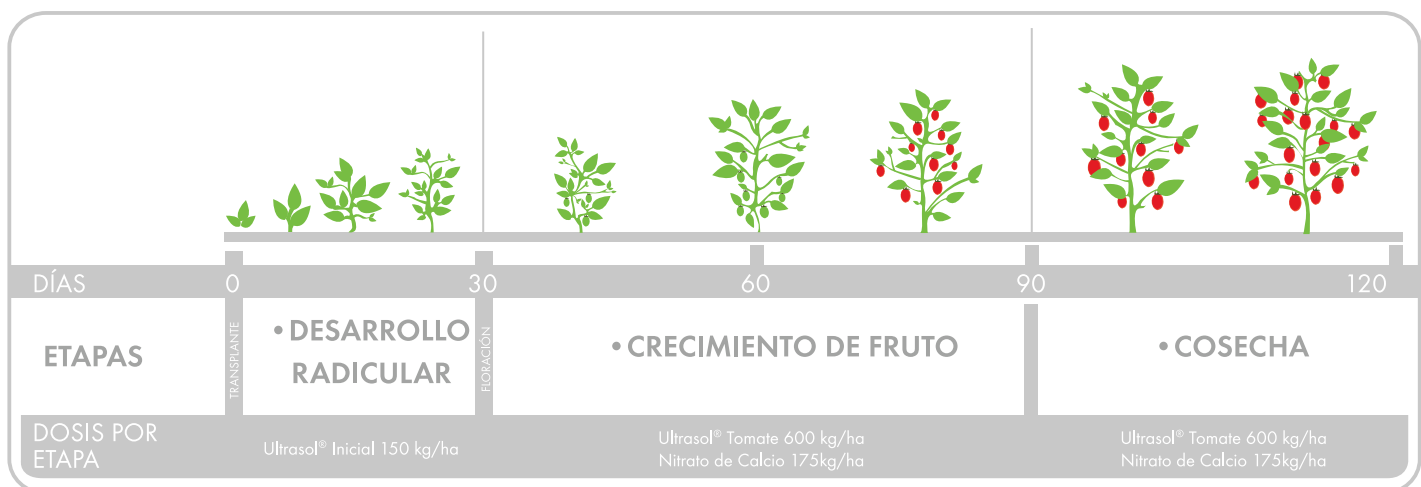 DÍAS 0 30 60 90 120
ETAPAS
TRANSPLANTE
• DESARROLLO
RADICULAR
FLORACIÓN
• CRECIMIENTO DE FRUTO
• COSECHA
DOSIS POR
ETAPA
Ultrasol® Inicial 150 kg/ha
Ultrasol® Tomate 600 kg/ha
Nitrato de Calcio 175kg/ha
Ultrasol® Tomate 600 kg/ha
Nitrato de Calcio 175kg/ha